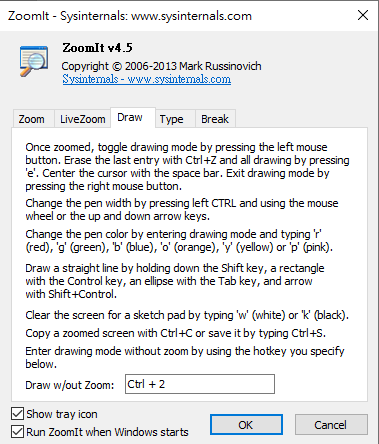 ZoomIt - Sysinternals: www.sysinternals.com
ZoomIt v4.5
Copyright © 2006-2013 Mark Russinovich
Sysinternals - www.sysinternals.com
Zoom LiveZoom Draw Type Break
Once zoomed, toggle drawing mode by pressing the left mouse
button. Erase the last entry with Ctrl+Z and all drawing by pressing
'e'. Center the cursor with the space bar. Exit drawing mode by
pressing the right mouse button.
Change the pen width by pressing left CTRL and using the mouse
wheel or the up and down arrow keys.
Change the pen color by entering drawing mode and typing 'r'
(red), 'g' (green), 'b' (blue), 'o' (orange), 'y' (yellow) or 'p' (pink).
Draw a straight line by holding down the Shift key, a rectangle
with the Control key, an ellipse with the Tab key, and arrow
with Shift+Control.
Clear the screen for a sketch pad by typing 'w' (white) or 'k' (black).
Copy a zoomed screen with Ctrl+C or save it by typing Ctrl+S.
Enter drawing mode without zoom by using the hotkey you specify
below.
Draw w/out Zoom: Ctrl + 2
Show tray icon
Run ZoomIt when Windows starts
OK Cancel